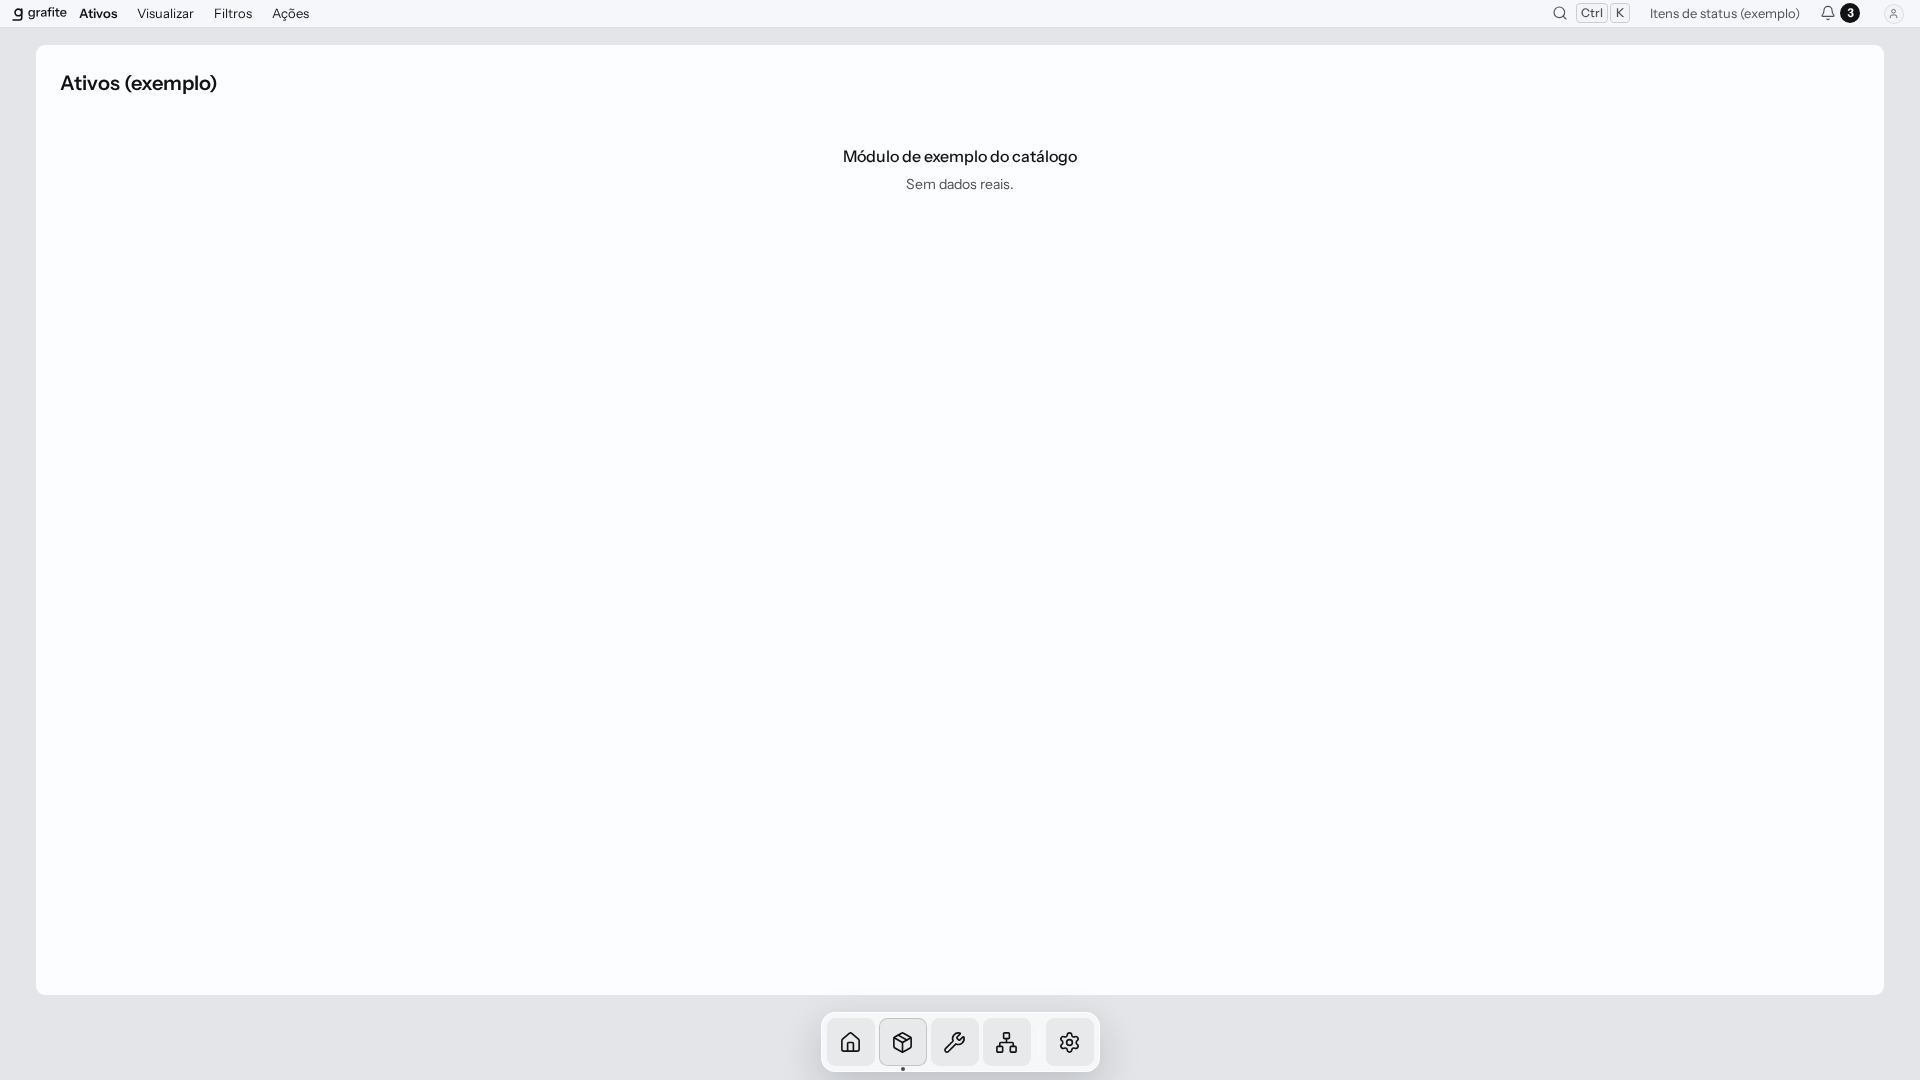 grafite Ativos Visualizar Filtros Ações Ctrl K Itens de status (exemplo) 3
Ativos (exemplo)
Módulo de exemplo do catálogo
Sem dados reais.